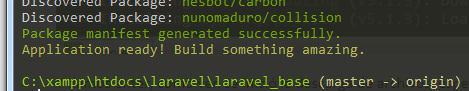 Discovered Package: nesbot/carbon
Discovered Package: nunomaduro/collision
Package manifest generated successfully.
Application ready! Build something amazing.
C:\xampp\htdocs\laravel\laravel_base (master -> origin)